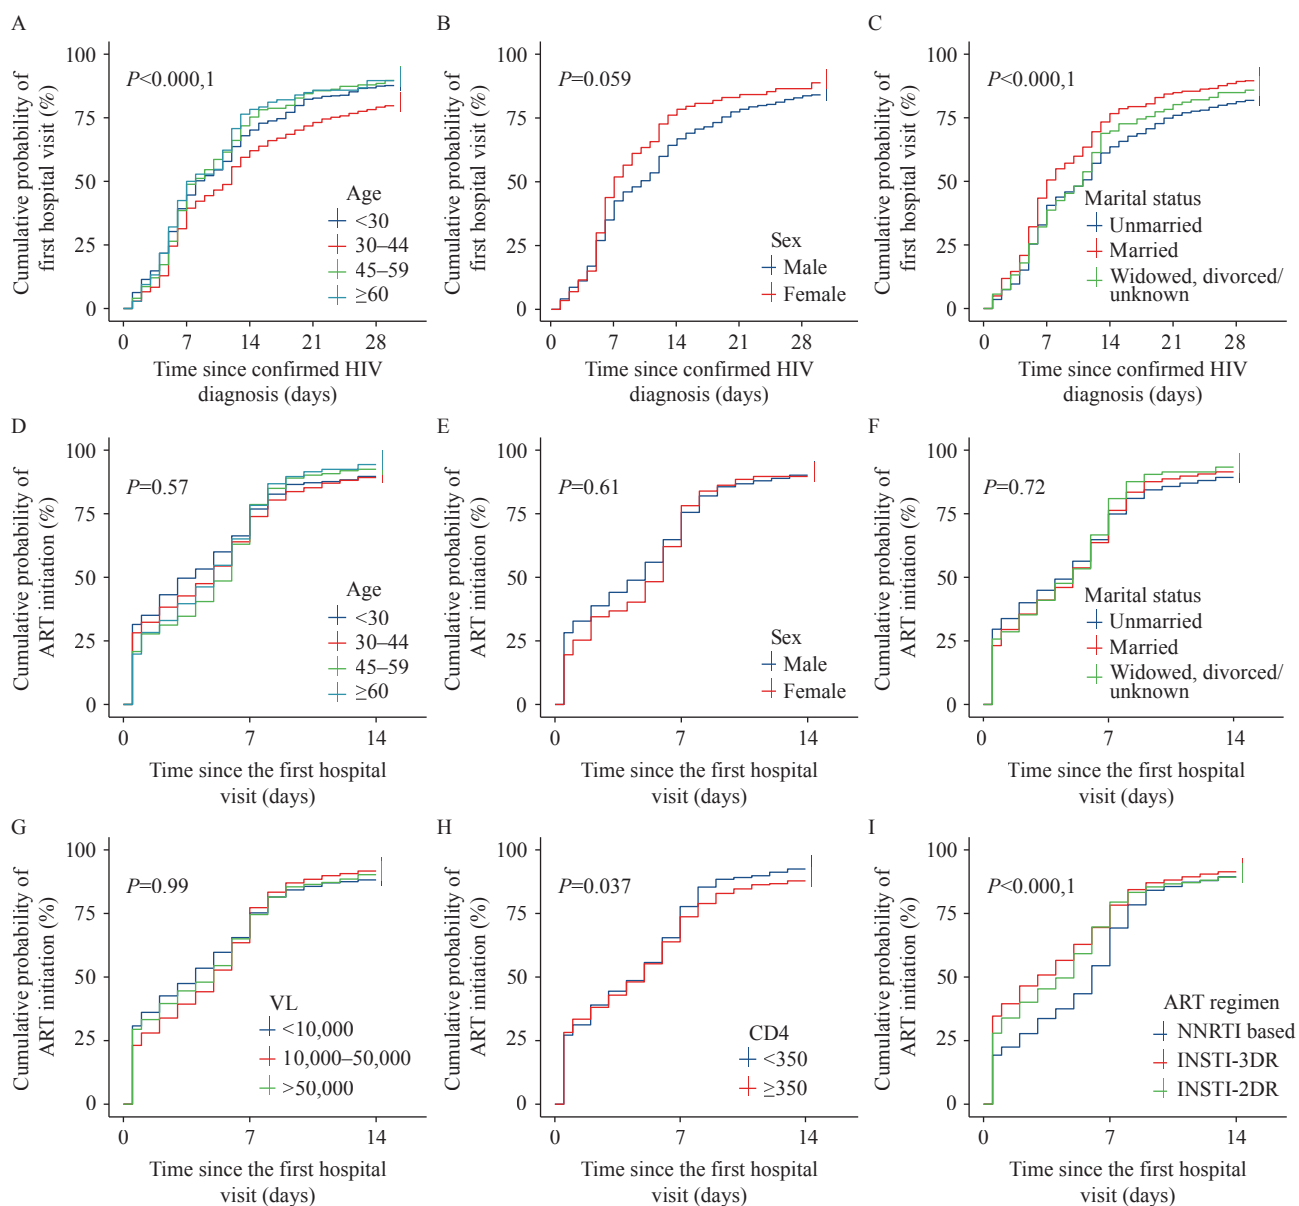 A
Cumulative probability of
first hospital visit (%)
100
75
50
25
0
P<0.000,1
Age
<30
30–44
45–59
≥60
0 7 14 21 28
Time since confirmed HIV
diagnosis (days)
B
Cumulative probability of
first hospital visit (%)
100
75
50
25
0
P=0.059
Sex
Male
Female
0 7 14 21 28
Time since confirmed HIV
diagnosis (days)
C
Cumulative probability of
first hospital visit (%)
100
75
50
25
0
P<0.000,1
Marital status
Unmarried
Married
Widowed, divorced/
unknown
0 7 14 21 28
Time since confirmed HIV
diagnosis (days)
D
Cumulative probability of
ART initiation (%)
100
75
50
25
0
P=0.57
Age
<30
30–44
45–59
≥60
0 7 14
Time since the first hospital
visit (days)
E
Cumulative probability of
ART initiation (%)
100
75
50
25
0
P=0.61
Sex
Male
Female
0 7 14
Time since the first hospital
visit (days)
F
Cumulative probability of
ART initiation (%)
100
75
50
25
0
P=0.72
Marital status
Unmarried
Married
Widowed, divorced/
unknown
0 7 14
Time since the first hospital
visit (days)
G
Cumulative probability of
ART initiation (%)
100
75
50
25
0
P=0.99
VL
<10,000
10,000–50,000
>50,000
0 7 14
Time since the first hospital
visit (days)
H
Cumulative probability of
ART initiation (%)
100
75
50
25
0
P=0.037
CD4
<350
≥350
0 7 14
Time since the first hospital
visit (days)
I
Cumulative probability of
ART initiation (%)
100
75
50
25
0
P<0.000,1
ART regimen
NNRTI based
INSTI-3DR
INSTI-2DR
0 7 14
Time since the first hospital
visit (days)